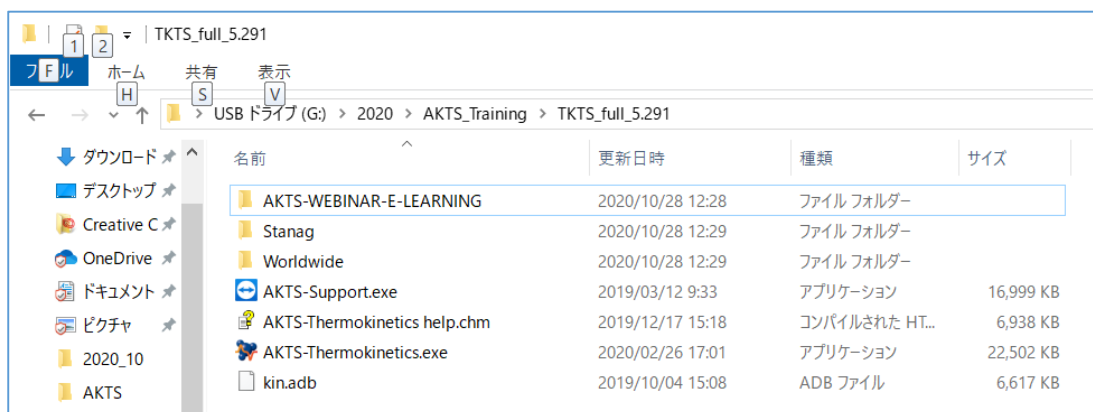 TKTS_full_5.291
1 2
ファイル ホーム 共有 表示
F H S V
USB ドライブ (G:) > 2020 > AKTS_Training > TKTS_full_5.291
名前 更新日時 種類 サイズ
ダウンロード
デスクトップ
Creative C
OneDrive
ドキュメント
ピクチャ
2020_10
AKTS
AKTS-WEBINAR-E-LEARNING 2020/10/28 12:28 ファイル フォルダー
Stanag 2020/10/28 12:29 ファイル フォルダー
Worldwide 2020/10/28 12:29 ファイル フォルダー
AKTS-Support.exe 2019/03/12 9:33 アプリケーション 16,999 KB
AKTS-Thermokinetics help.chm 2019/12/17 15:18 コンパイルされた HT... 6,938 KB
AKTS-Thermokinetics.exe 2020/02/26 17:01 アプリケーション 22,502 KB
kin.adb 2019/10/04 15:08 ADB ファイル 6,617 KB